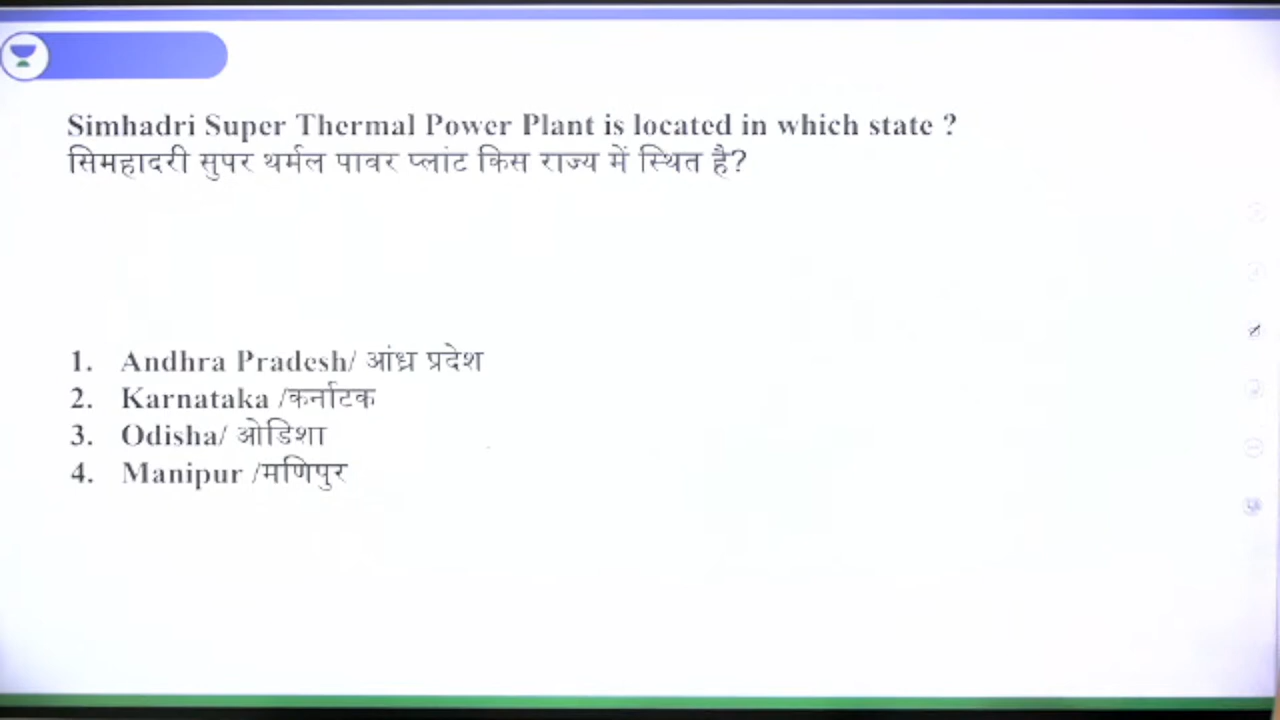 Simhadri Super Thermal Power Plant is located in which state ?
सिमहादरी सुपर थर्मल पावर प्लांट किस राज्य में स्थित है?
1. Andhra Pradesh/ आंध्र प्रदेश
2. Karnataka /कर्नाटक
3. Odisha/ ओडिशा
4. Manipur /मणिपुर